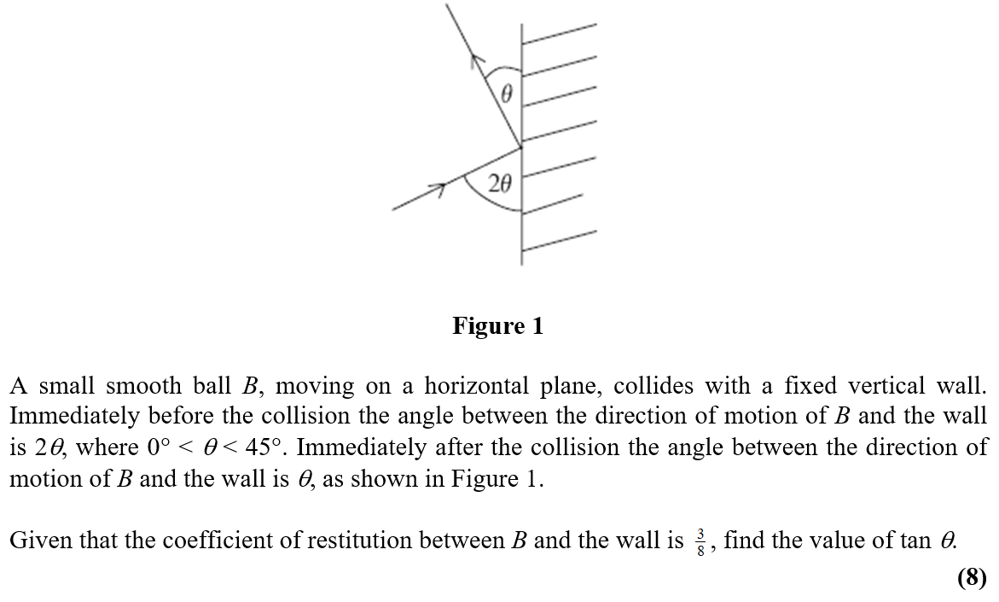 θ
2θ
Figure 1
A small smooth ball B, moving on a horizontal plane, collides with a fixed vertical wall.
Immediately before the collision the angle between the direction of motion of B and the wall
is 2θ, where 0° < θ < 45°. Immediately after the collision the angle between the direction of
motion of B and the wall is θ, as shown in Figure 1.
Given that the coefficient of restitution between B and the wall is 3/8, find the value of tan θ.
(8)